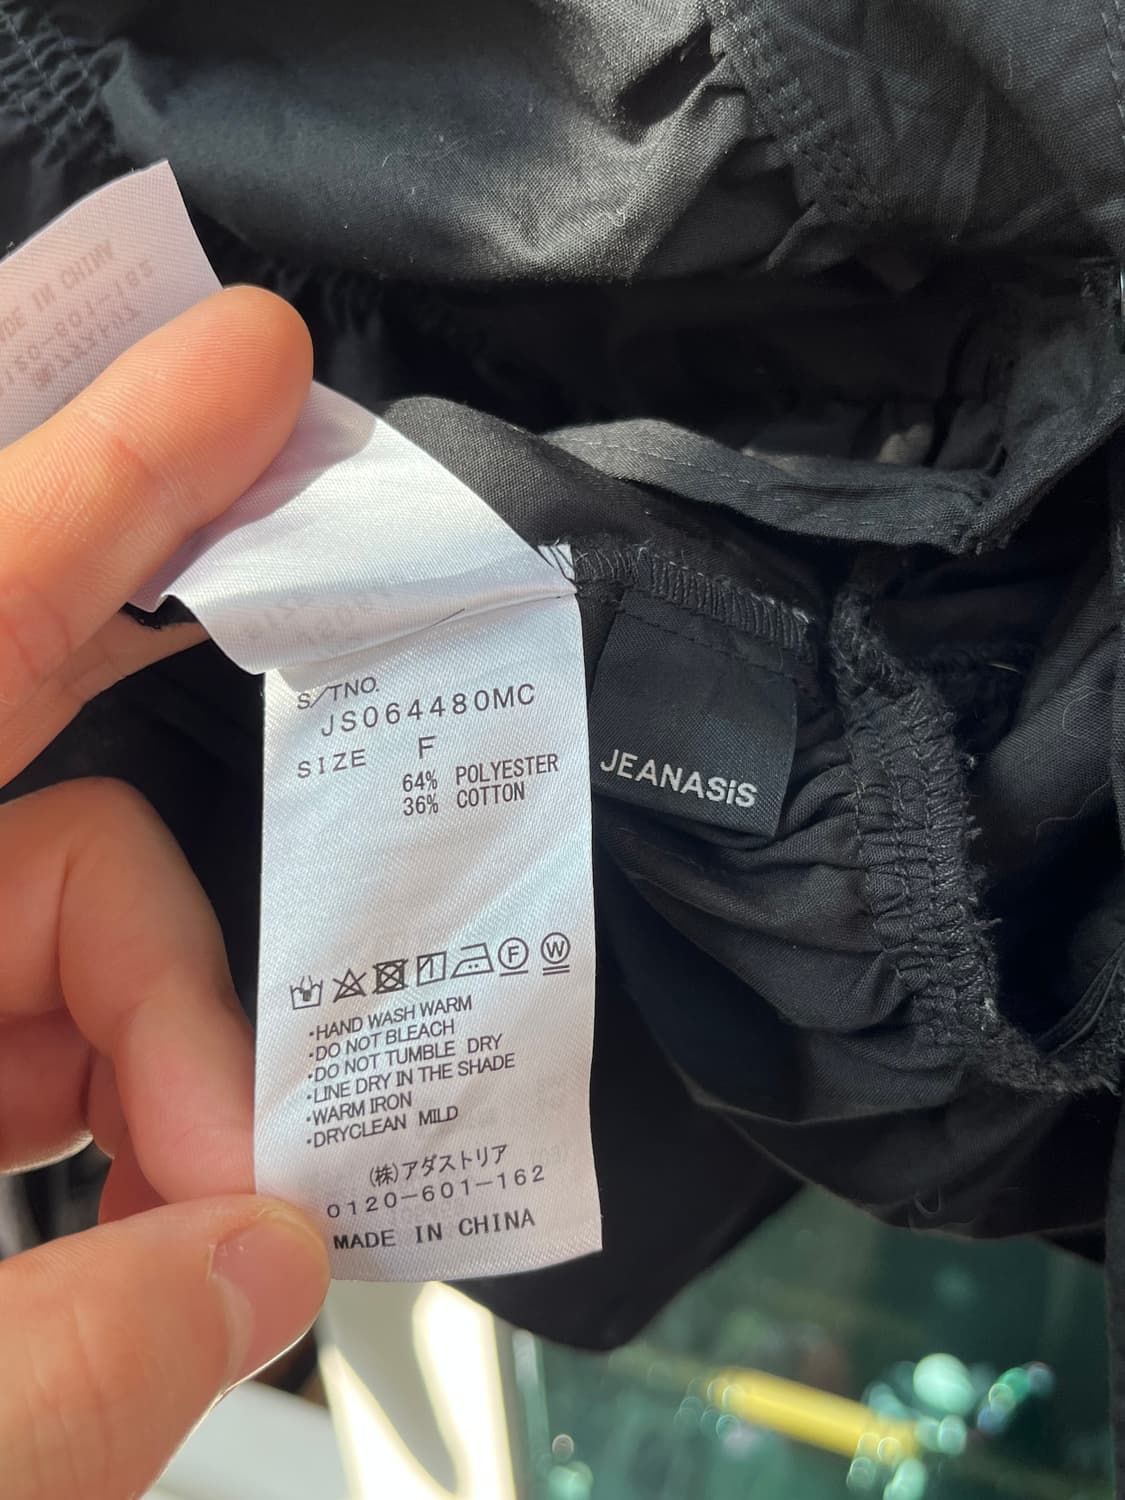 S/TNO.
JS064480MC
SIZE F
64% POLYESTER
36% COTTON
JEANASiS
F W
·HAND WASH WARM
·DO NOT BLEACH
·DO NOT TUMBLE DRY
·LINE DRY IN THE SHADE
·WARM IRON
·DRYCLEAN MILD
(株)アダストリア
0120-601-162
MADE IN CHINA